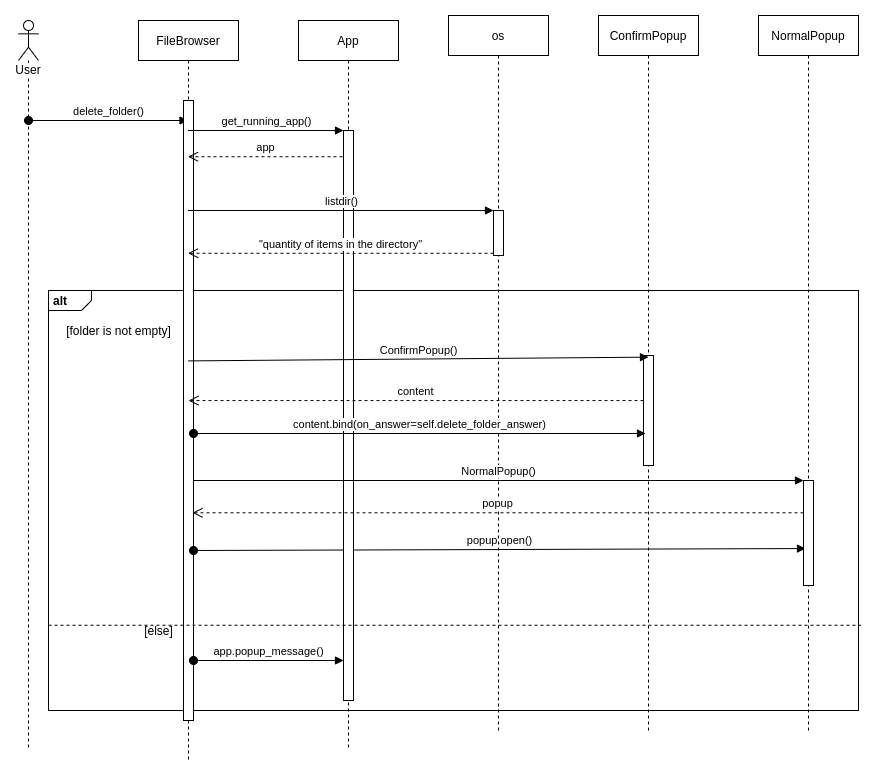 User
FileBrowser
App
os
ConfirmPopup
NormalPopup
delete_folder()
get_running_app()
app
listdir()
"quantity of items in the directory"
alt
[folder is not empty]
ConfirmPopup()
content
content.bind(on_answer=self.delete_folder_answer)
NormalPopup()
popup
popup.open()
[else]
app.popup_message()